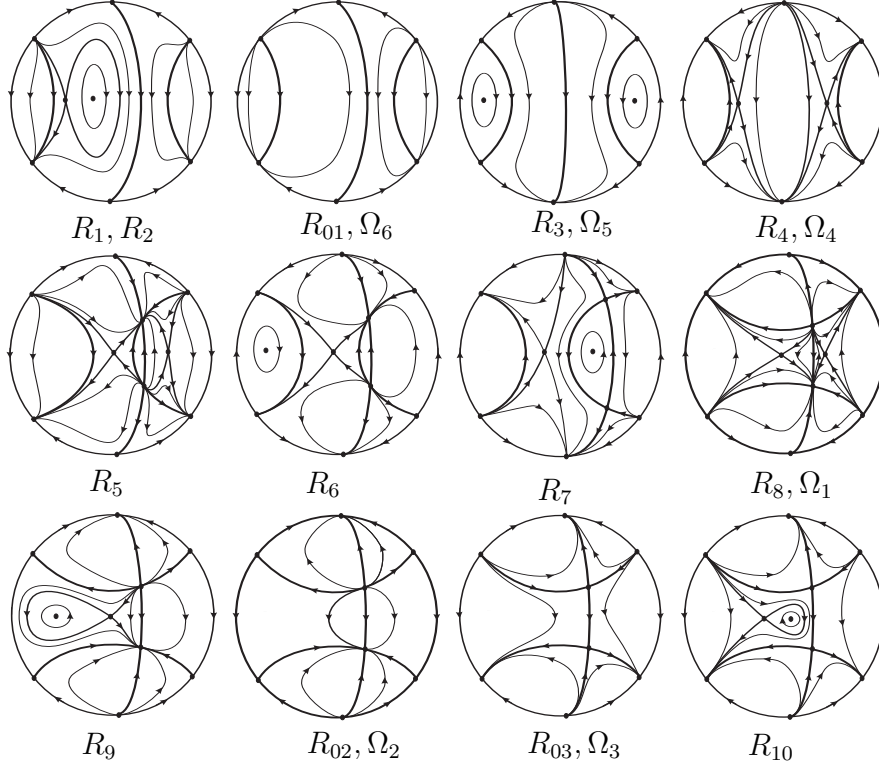 R₁, R₂ R₀₁, Ω₆ R₃, Ω₅ R₄, Ω₄
R₅ R₆ R₇ R₈, Ω₁
R₉ R₀₂, Ω₂ R₀₃, Ω₃ R₁₀